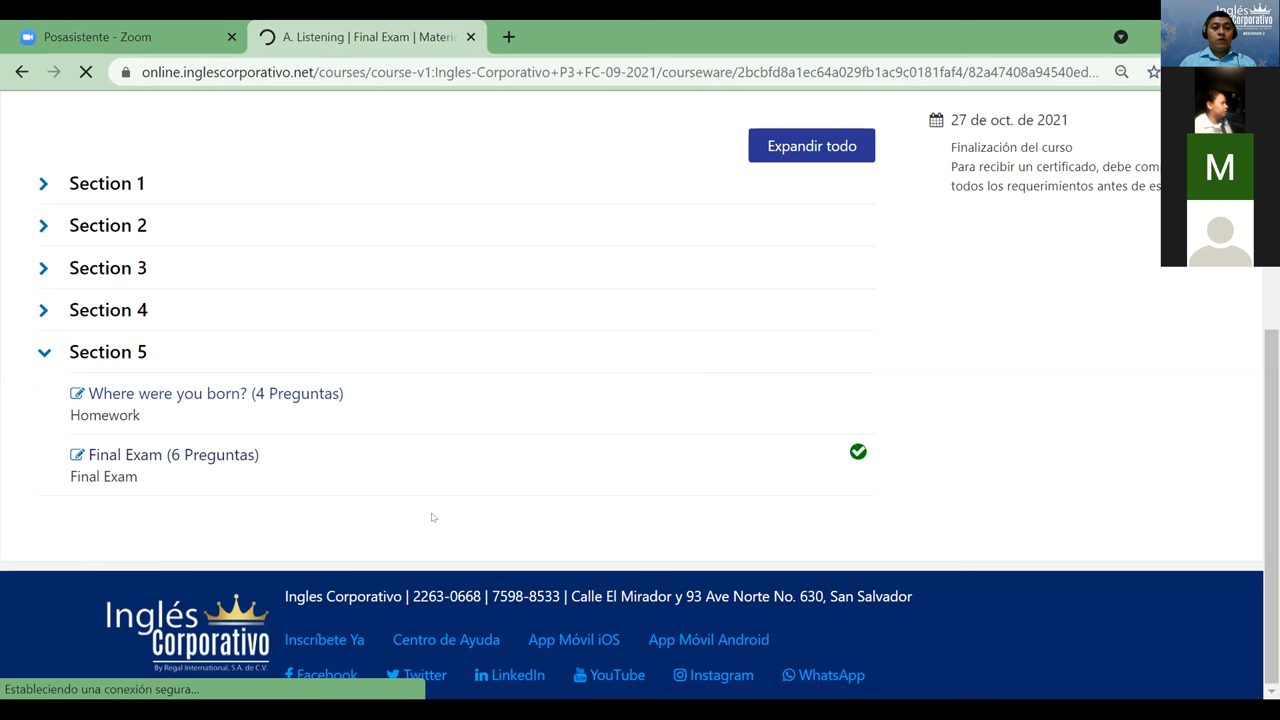 Posasistente - Zoom
A. Listening | Final Exam | Materi
online.inglescorporativo.net/courses/course-v1:Ingles-Corporativo+P3+FC-09-2021/courseware/2bcbfd8a1ec64a029fb1ac9c0181faf4/82a47408a94540ed...
Inglés
Corporativo
BEGINNER 2
27 de oct. de 2021
Expandir todo
Finalización del curso
Para recibir un certificado, debe com
todos los requerimientos antes de es
M
Section 1
Section 2
Section 3
Section 4
Section 5
Where were you born? (4 Preguntas)
Homework
Final Exam (6 Preguntas)
Final Exam
Inglés
Corporativo
By Regal International, S.A. de C.V.
Ingles Corporativo | 2263-0668 | 7598-8533 | Calle El Mirador y 93 Ave Norte No. 630, San Salvador
Inscríbete Ya Centro de Ayuda App Móvil iOS App Móvil Android
Facebook Twitter LinkedIn YouTube Instagram WhatsApp
Estableciendo una conexión segura...